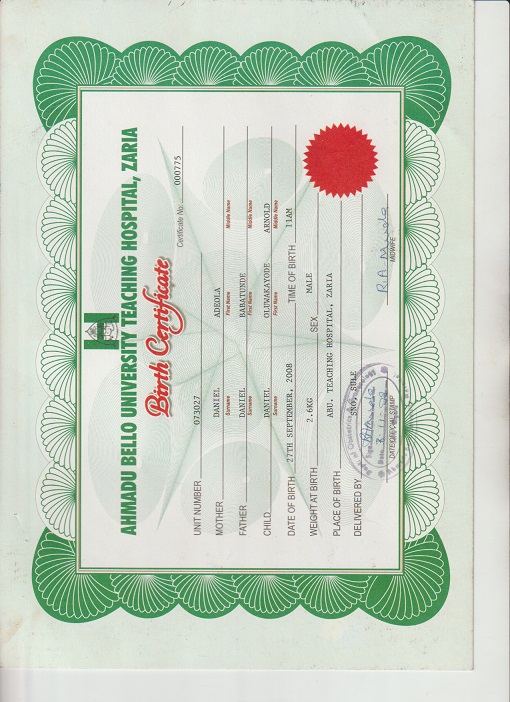 AHMADU BELLO UNIVERSITY TEACHING HOSPITAL, ZARIA
Birth Certificate
Certificate No: 000775
UNIT NUMBER 073027
MOTHER DANIEL ADEOLA
Surname First Name Middle Name
FATHER DANIEL BABATUNDE
Surname First Name Middle Name
CHILD DANIEL OLUWAKAYODE ARNOLD
Surname First Name Middle Name
DATE OF BIRTH 27TH SEPTEMBER, 2008 TIME OF BIRTH 11AM
WEIGHT AT BIRTH 2.6KG SEX MALE
PLACE OF BIRTH ABU. TEACHING HOSPITAL, ZARIA
DELIVERED BY SNO. SULE
MIDWIFE